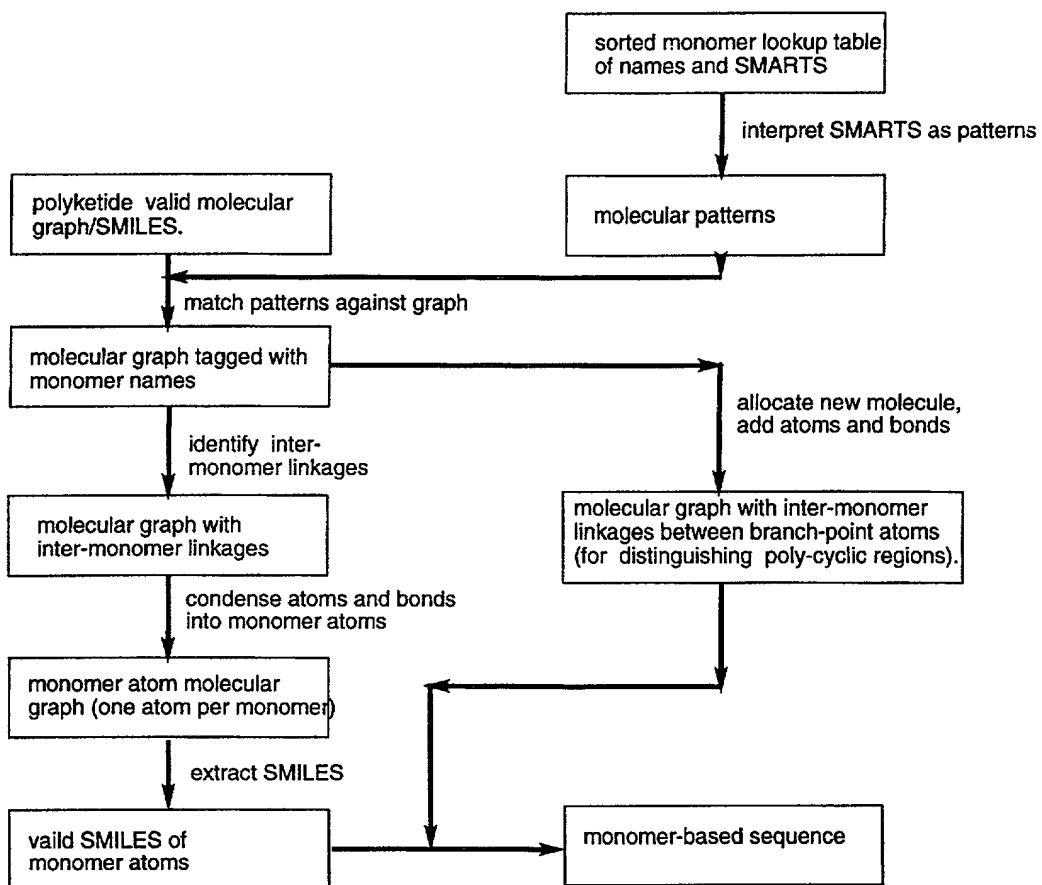 sorted monomer lookup table
of names and SMARTS
interpret SMARTS as patterns
polyketide valid molecular
graph/SMILES.
molecular patterns
match patterns against graph
molecular graph tagged with
monomer names
allocate new molecule,
add atoms and bonds
identify inter-
monomer linkages
molecular graph with
inter-monomer linkages
molecular graph with inter-monomer
linkages between branch-point atoms
(for distinguishing poly-cyclic regions).
condense atoms and bonds
into monomer atoms
monomer atom molecular
graph (one atom per monomer)
extract SMILES
vaild SMILES of
monomer atoms
monomer-based sequence